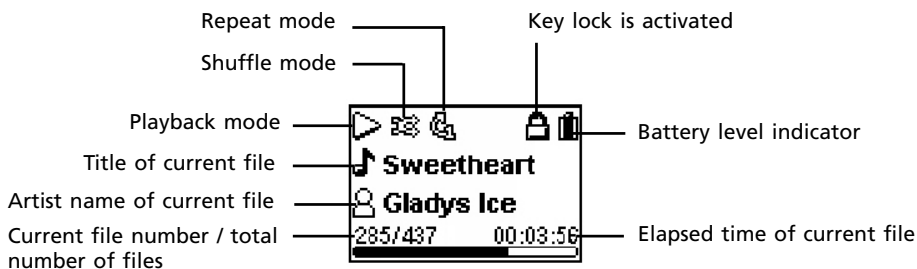 Repeat mode
Key lock is activated
Shuffle mode
Playback mode
Battery level indicator
Title of current file
Sweetheart
Artist name of current file
Gladys Ice
Current file number / total
number of files
285/437
00:03:56
Elapsed time of current file